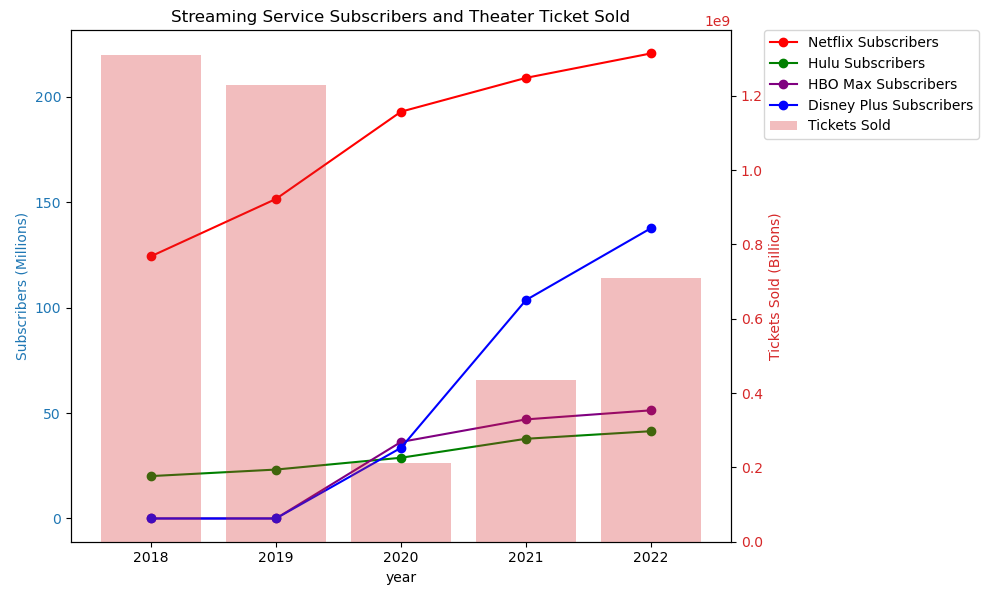 Streaming Service Subscribers and Theater Ticket Sold
1e9
Netflix Subscribers
Hulu Subscribers
HBO Max Subscribers
Disney Plus Subscribers
Tickets Sold
Subscribers (Millions)
200
150
100
50
0
Tickets Sold (Billions)
1.2
1.0
0.8
0.6
0.4
0.2
0.0
2018 2019 2020 2021 2022
year